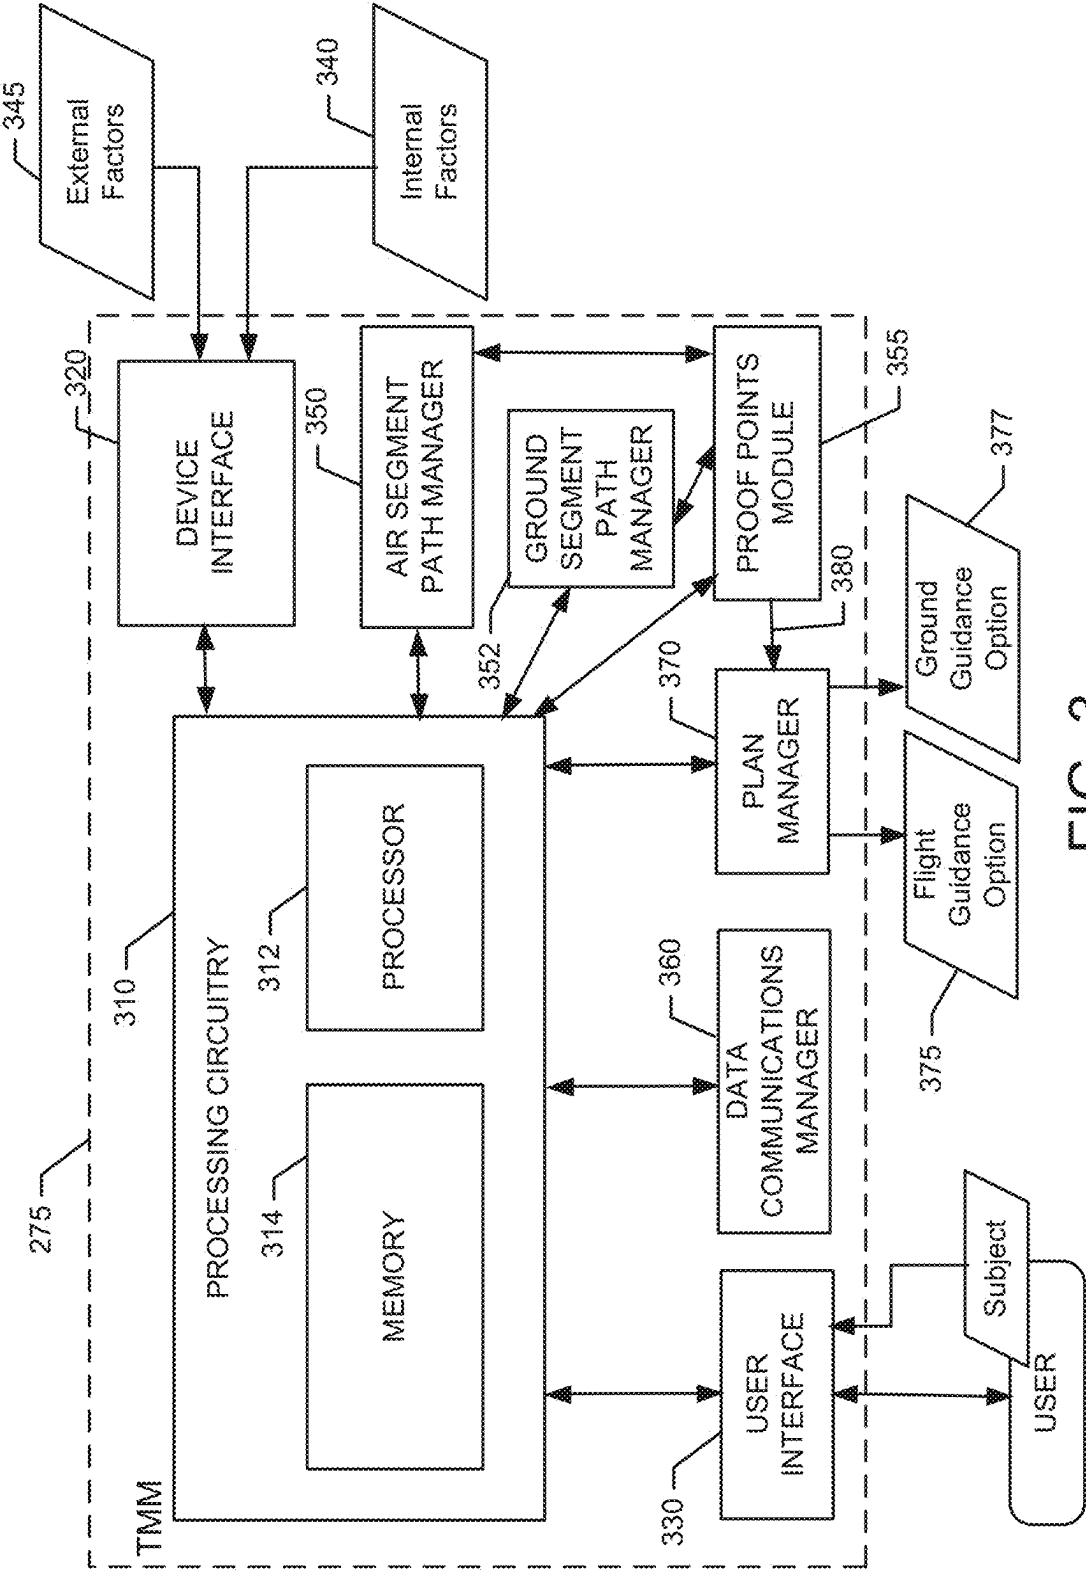 275
TMM
310
320
345
PROCESSING CIRCUITRY
DEVICE
INTERFACE
External
Factors
314
312
350
340
MEMORY
PROCESSOR
AIR SEGMENT
PATH MANAGER
Internal
Factors
352
GROUND
SEGMENT
PATH
MANAGER
330
360
370
USER
INTERFACE
DATA
COMMUNICATIONS
MANAGER
PLAN
MANAGER
PROOF POINTS
MODULE
380
355
375
Flight
Guidance
Option
Ground
Guidance
Option
377
Subject
USER
FIG